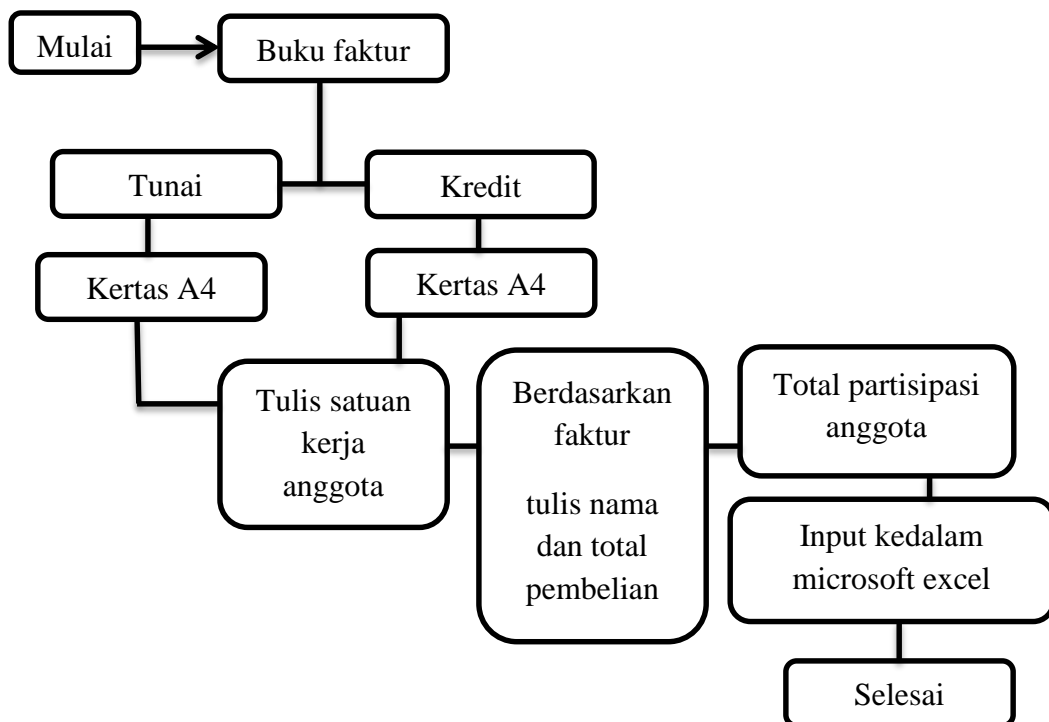 Mulai
Buku faktur
Tunai
Kredit
Kertas A4
Kertas A4
Tulis satuan
kerja
anggota
Berdasarkan
faktur
tulis nama
dan total
pembelian
Total partisipasi
anggota
Input kedalam
microsoft excel
Selesai